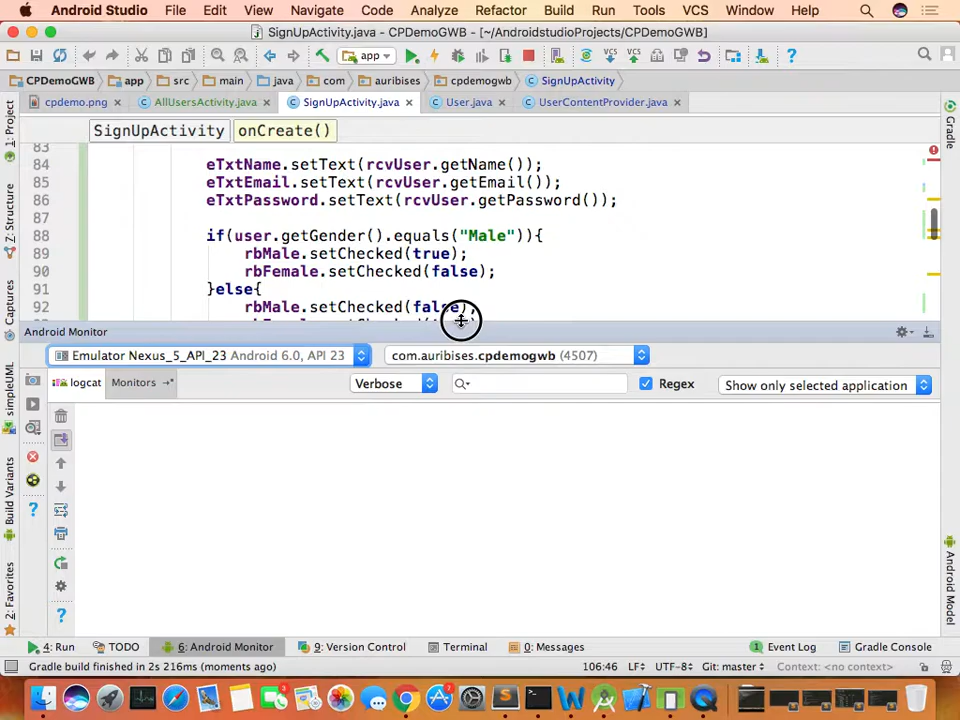 Android Studio File Edit View Navigate Code Analyze Refactor Build Run Tools VCS Window Help
SignUpActivity.java - CPDemoGWB - [~/AndroidstudioProjects/CPDemoGWB]
app
CPDemoGWB app src main java com auribises cpdemogwb SignUpActivity
cpdemo.png AllUsersActivity.java SignUpActivity.java User.java UserContentProvider.java
SignUpActivity onCreate()
83
84 eTxtName.setText(rcvUser.getName());
85 eTxtEmail.setText(rcvUser.getEmail());
86 eTxtPassword.setText(rcvUser.getPassword());
87
88 if(user.getGender().equals("Male")){
89 rbMale.setChecked(true);
90 rbFemale.setChecked(false);
91 }else{
92 rbMale.setChecked(false);
Android Monitor
Emulator Nexus_5_API_23 Android 6.0, API 23 com.auribises.cpdemogwb (4507)
logcat Monitors Verbose Regex Show only selected application
1: Project
7: Structure
Captures
simpleUML
Build Variants
2: Favorites
Gradle
Android Model
4: Run TODO 6: Android Monitor 9: Version Control Terminal 0: Messages Event Log Gradle Console
Gradle build finished in 2s 216ms (moments ago) 106:46 LF UTF-8 Git: master Context: <no context>